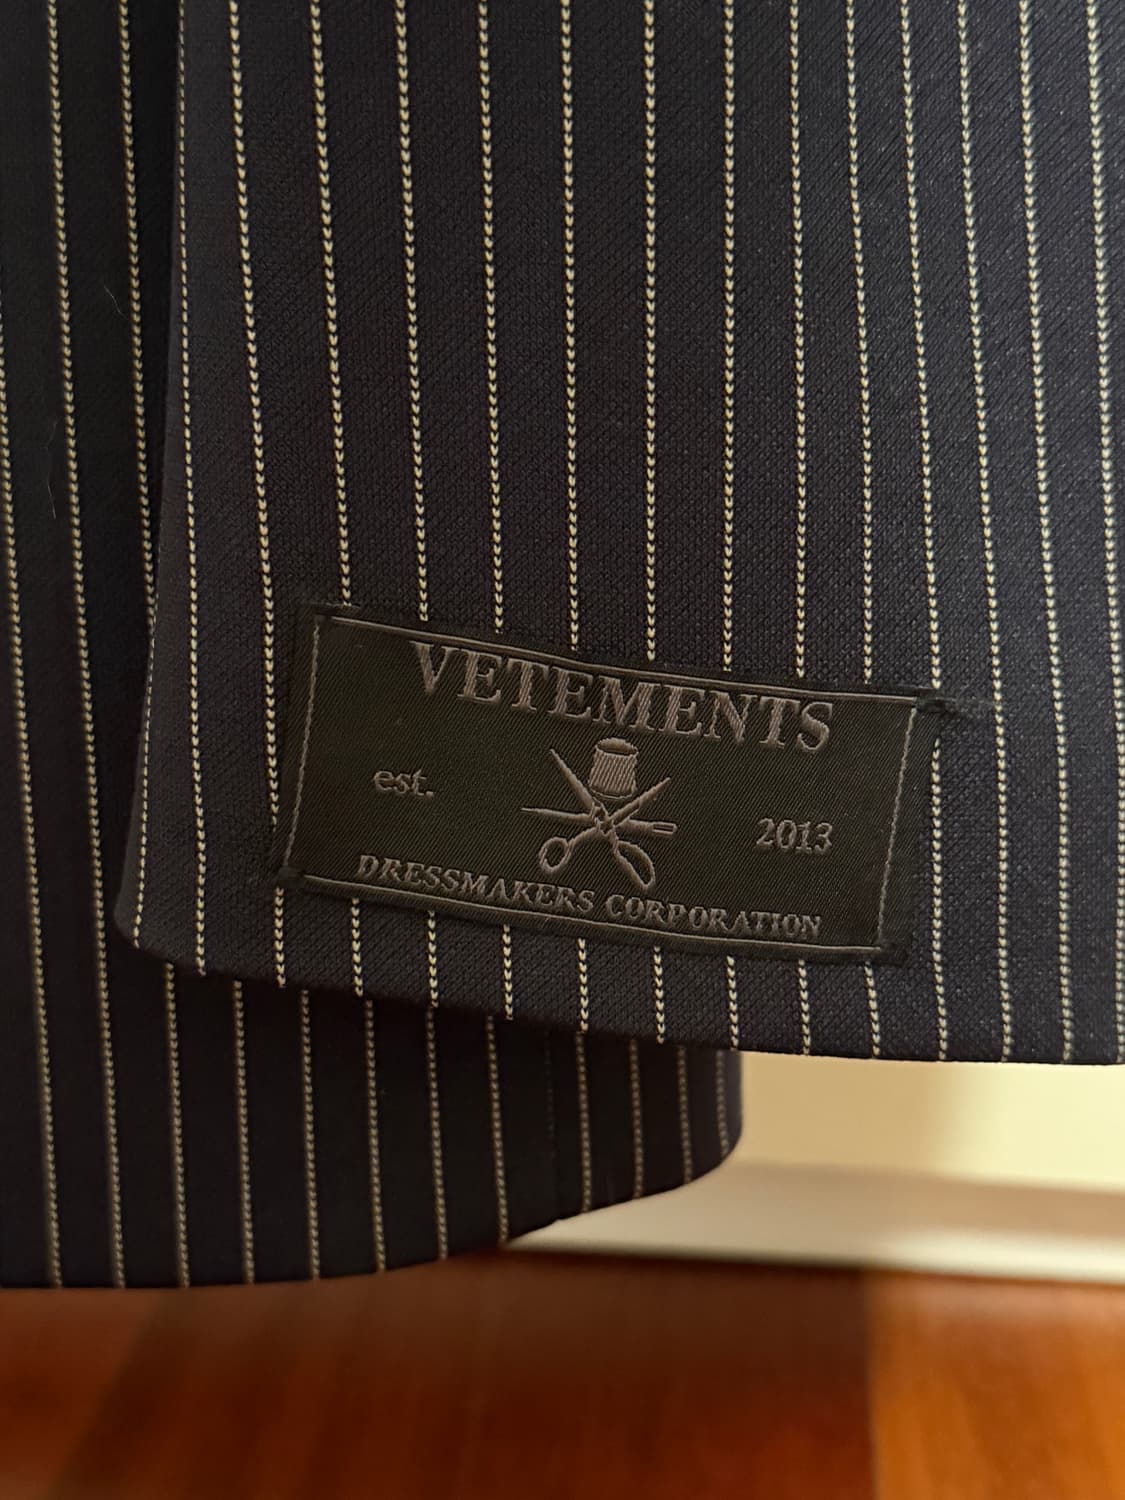 VETEMENTS
est. 2013
DRESSMAKERS CORPORATION